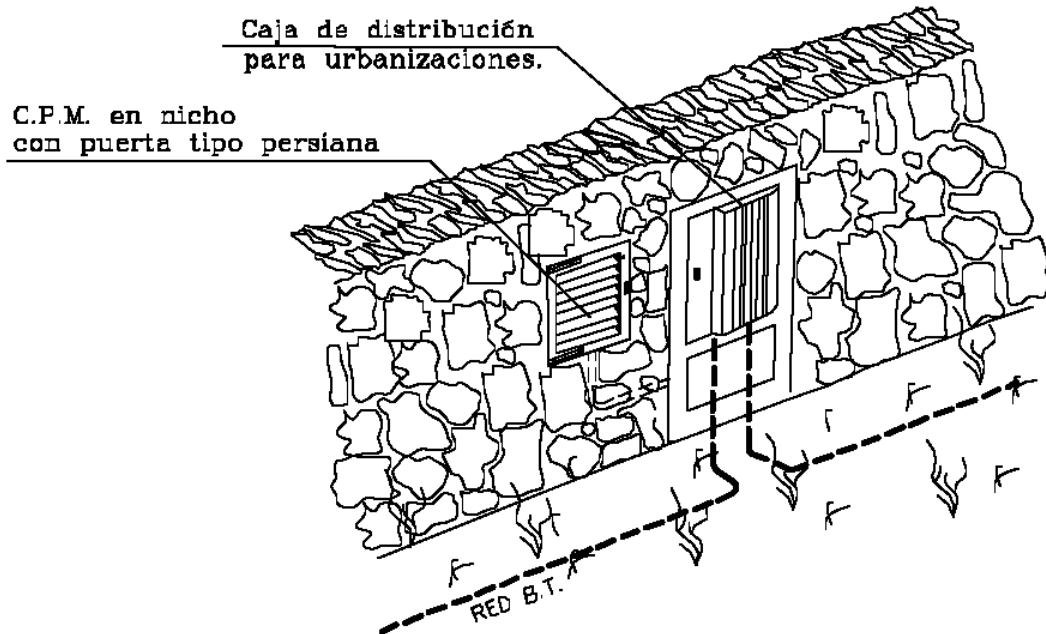 Caja de distribución
para urbanizaciones.
C.P.M. en nicho
con puerta tipo persiana
RED B.T.